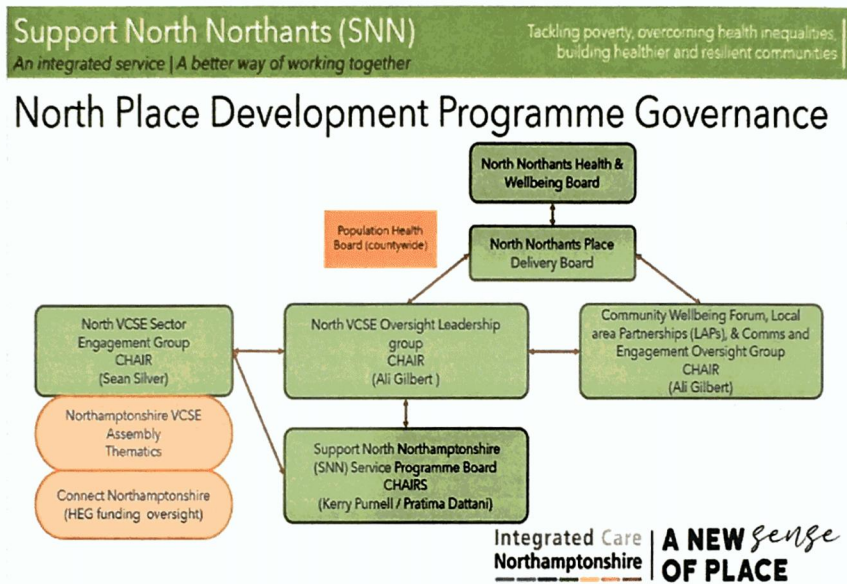 Support North Northants (SNN)
An integrated service | A better way of working together
Tackling poverty, overcoming health inequalities,
building healthier and resilient communities
North Place Development Programme Governance
North Northants Health &
Wellbeing Board
Population Health
Board (countywide)
North Northants Place
Delivery Board
North VCSE Sector
Engagement Group
CHAIR
(Sean Silver)
North VCSE Oversight Leadership
group
CHAIR
(Ali Gilbert )
Community Wellbeing Forum, Local
area Partnerships (LAPs), & Comms and
Engagement Oversight Group
CHAIR
(Ali Gilbert)
Northamptonshire VCSE
Assembly
Thematics
Connect Northamptonshire
(HEG funding oversight)
Support North Northamptonshire
(SNN) Service Programme Board
CHAIRS
(Kerry Purnell / Pratima Dattani)
Integrated Care
Northamptonshire
A NEW sense
OF PLACE